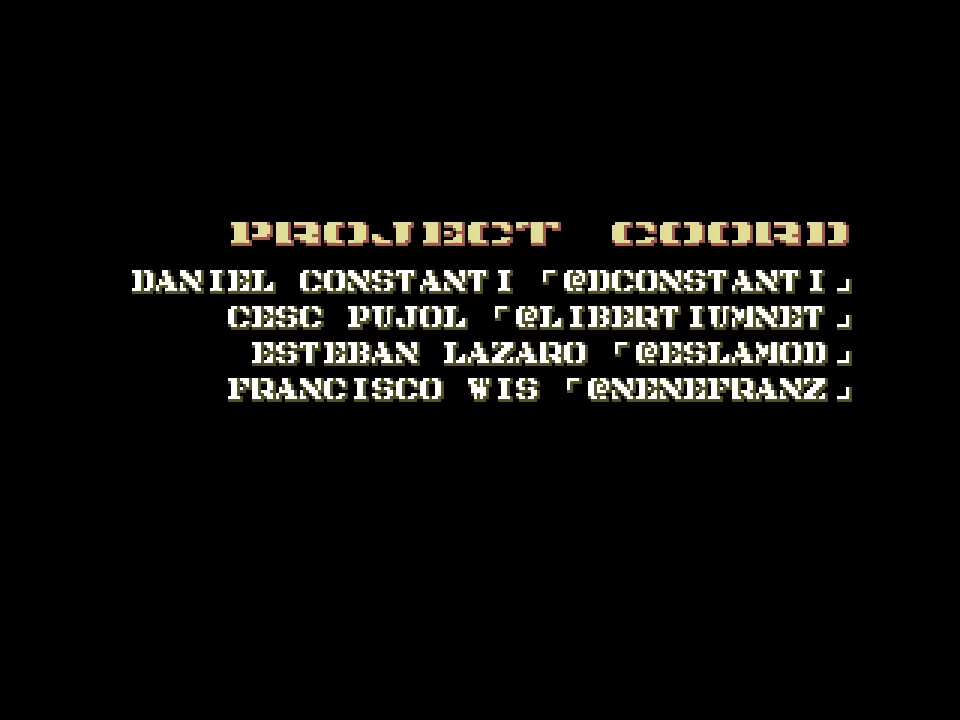 PROJECT COORD
DANIEL CONSTANTI 「@DCONSTANTI」
CESC PUJOL 「@LIBERTIUMNET」
ESTEBAN LAZARO 「@ESLAMOD」
FRANCISCO WIS 「@NENEFRANZ」